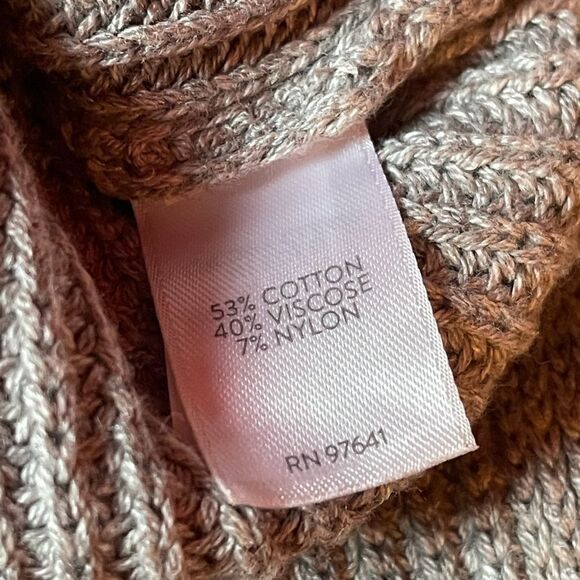 53% COTTON
40% VISCOSE
7% NYLON
RN 97641